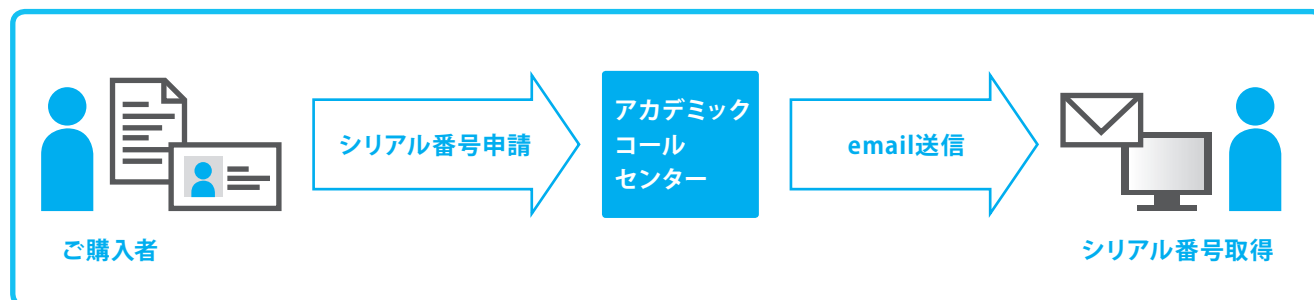 シリアル番号申請
アカデミック
コール
センター
email送信
ご購入者
シリアル番号取得